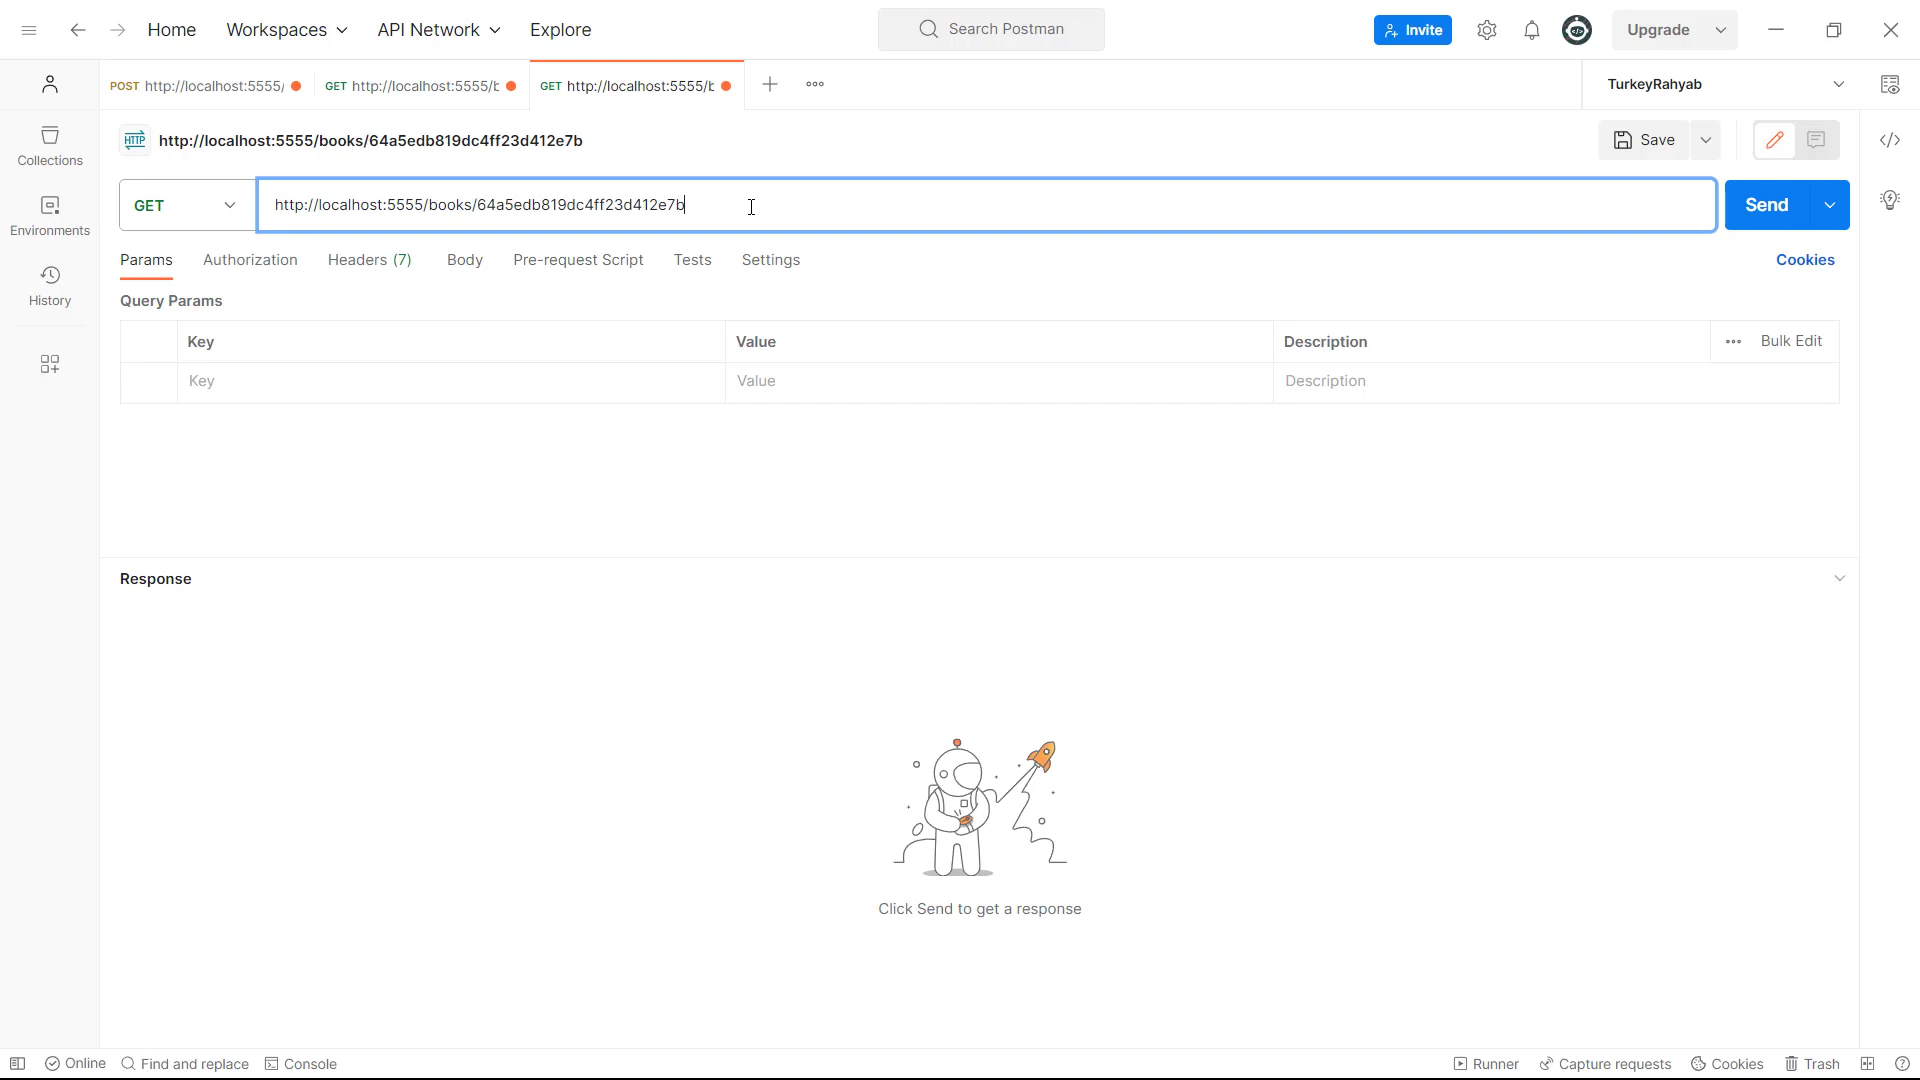 Home
Workspaces
API Network
Explore
Search Postman
Invite
Upgrade
POST http://localhost:5555/
GET http://localhost:5555/b
GET http://localhost:5555/b
TurkeyRahyab
HTTP
http://localhost:5555/books/64a5edb819dc4ff23d412e7b
Save
Collections
Environments
History
GET
http://localhost:5555/books/64a5edb819dc4ff23d412e7b
Send
Params
Authorization
Headers (7)
Body
Pre-request Script
Tests
Settings
Cookies
Query Params
Key
Value
Description
Bulk Edit
Key
Value
Description
Response
Click Send to get a response
Online
Find and replace
Console
Runner
Capture requests
Cookies
Trash